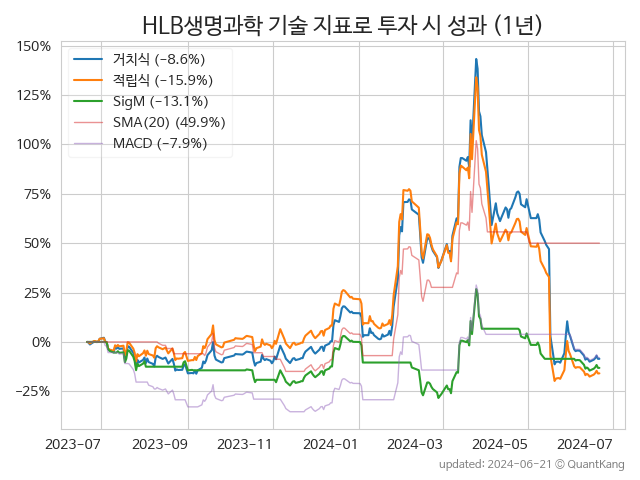 HLB생명과학 기술 지표로 투자 시 성과 (1년)
150%
125%
100%
75%
50%
25%
0%
−25%
거치식 (−8.6%)
적립식 (−15.9%)
SigM (−13.1%)
SMA(20) (49.9%)
MACD (−7.9%)
2023-07 2023-09 2023-11 2024-01 2024-03 2024-05 2024-07
updated: 2024-06-21 © QuantKang